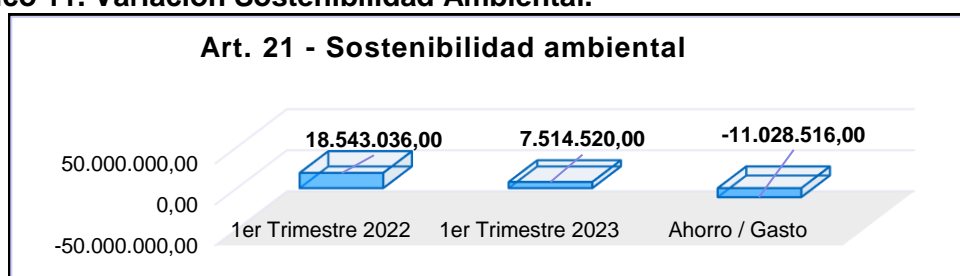 co 11. Variación Sostenibilidad Ambiental.
Art. 21 - Sostenibilidad ambiental
18.543.036,00 7.514.520,00 -11.028.516,00
50.000.000,00
0,00
-50.000.000,00
1er Trimestre 2022 1er Trimestre 2023 Ahorro / Gasto